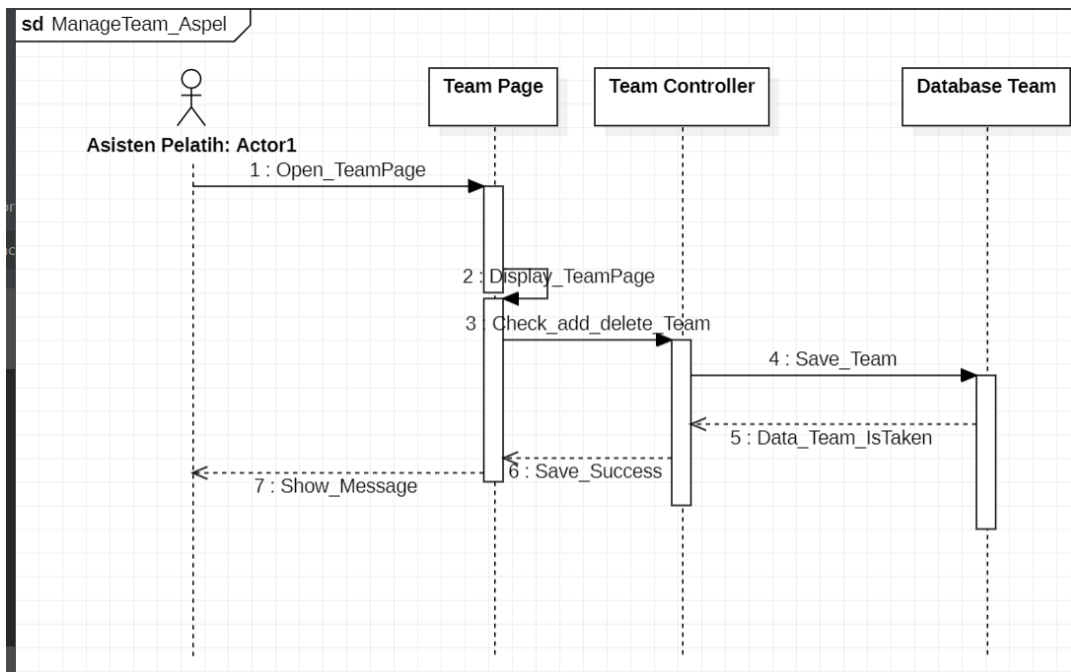 sd ManageTeam_Aspel
Team Page
Team Controller
Database Team
Asisten Pelatih: Actor1
1 : Open_TeamPage
2 : Display_TeamPage
3 : Check_add_delete_Team
4 : Save_Team
5 : Data_Team_IsTaken
6 : Save_Success
7 : Show_Message